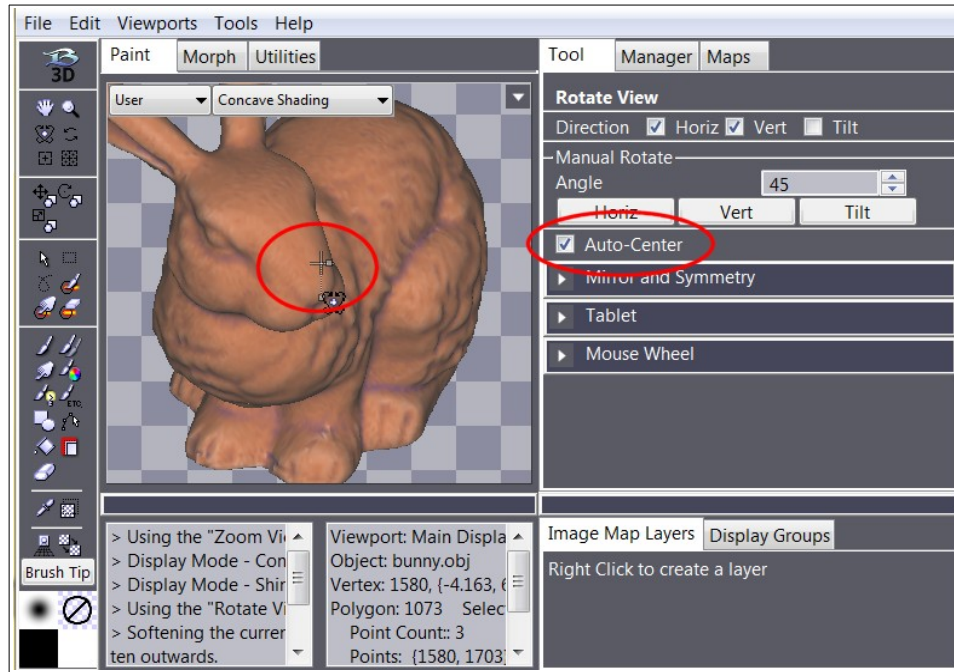 File Edit Viewports Tools Help
3D
Paint Morph Utilities
User Concave Shading
Tool Manager Maps
Rotate View
Direction Horiz Vert Tilt
Manual Rotate
Angle 45
Horiz Vert Tilt
Auto-Center
Mirror and Symmetry
Tablet
Mouse Wheel
ETC.
Brush Tip
> Using the "Zoom Vi
> Display Mode - Con
> Display Mode - Shin
> Using the "Rotate Vi
> Softening the curren
ten outwards.
Viewport: Main Displa
Object: bunny.obj
Vertex: 1580, {-4.163, 6
Polygon: 1073 Selec
Point Count:: 3
Points: {1580, 1703}
Image Map Layers Display Groups
Right Click to create a layer